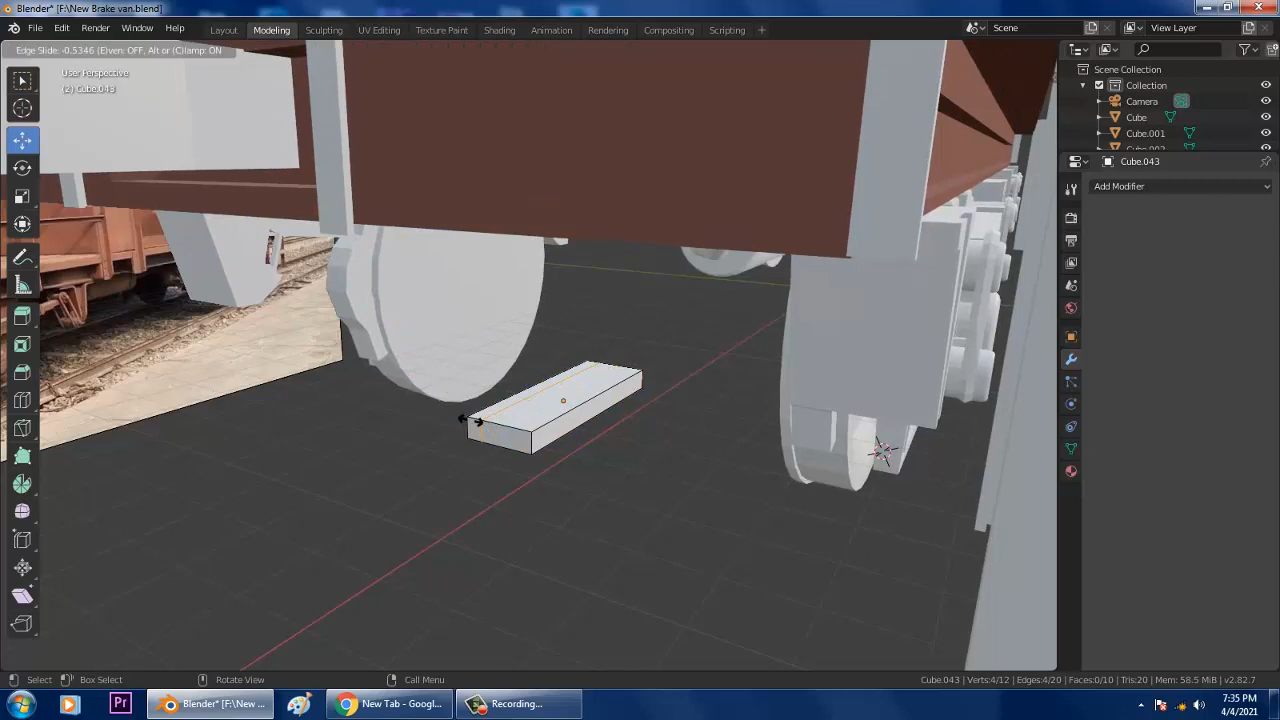 Blender* [F:\New Brake van.blend]
File Edit Render Window Help
Layout Modeling Sculpting UV Editing Texture Paint Shading Animation Rendering Compositing Scripting
Scene
View Layer
Edge Slide: -0.5346 (E)ven: OFF, Alt or (C)lamp: ON
User Perspective
(2) Cube.043
Scene Collection
Collection
Camera
Cube
Cube.001
Cube.043
Add Modifier
Select
Box Select
Rotate View
Call Menu
Cube.043 | Verts:4/12 | Edges:4/20 | Faces:0/10 | Tris:20 | Mem: 58.5 MiB | v2.82.7
Pr
Blender* [F:\New ...
New Tab - Googl...
Recording...
7:35 PM
4/4/2021